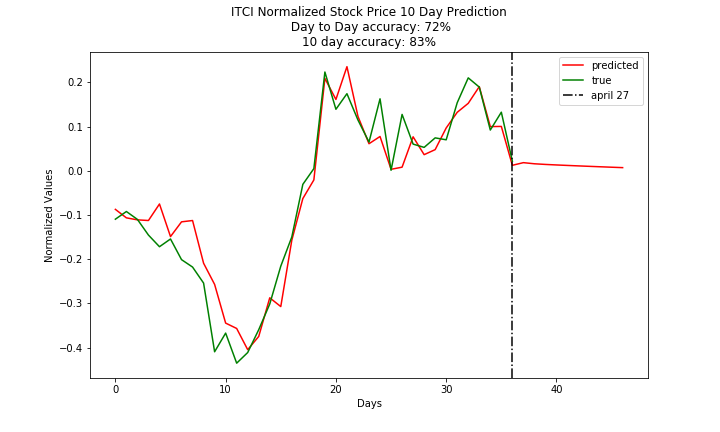 ITCI Normalized Stock Price 10 Day Prediction
Day to Day accuracy: 72%
10 day accuracy: 83%
predicted
true
april 27
0.2
0.1
0.0
−0.1
−0.2
−0.3
−0.4
Normalized Values
0 10 20 30 40
Days